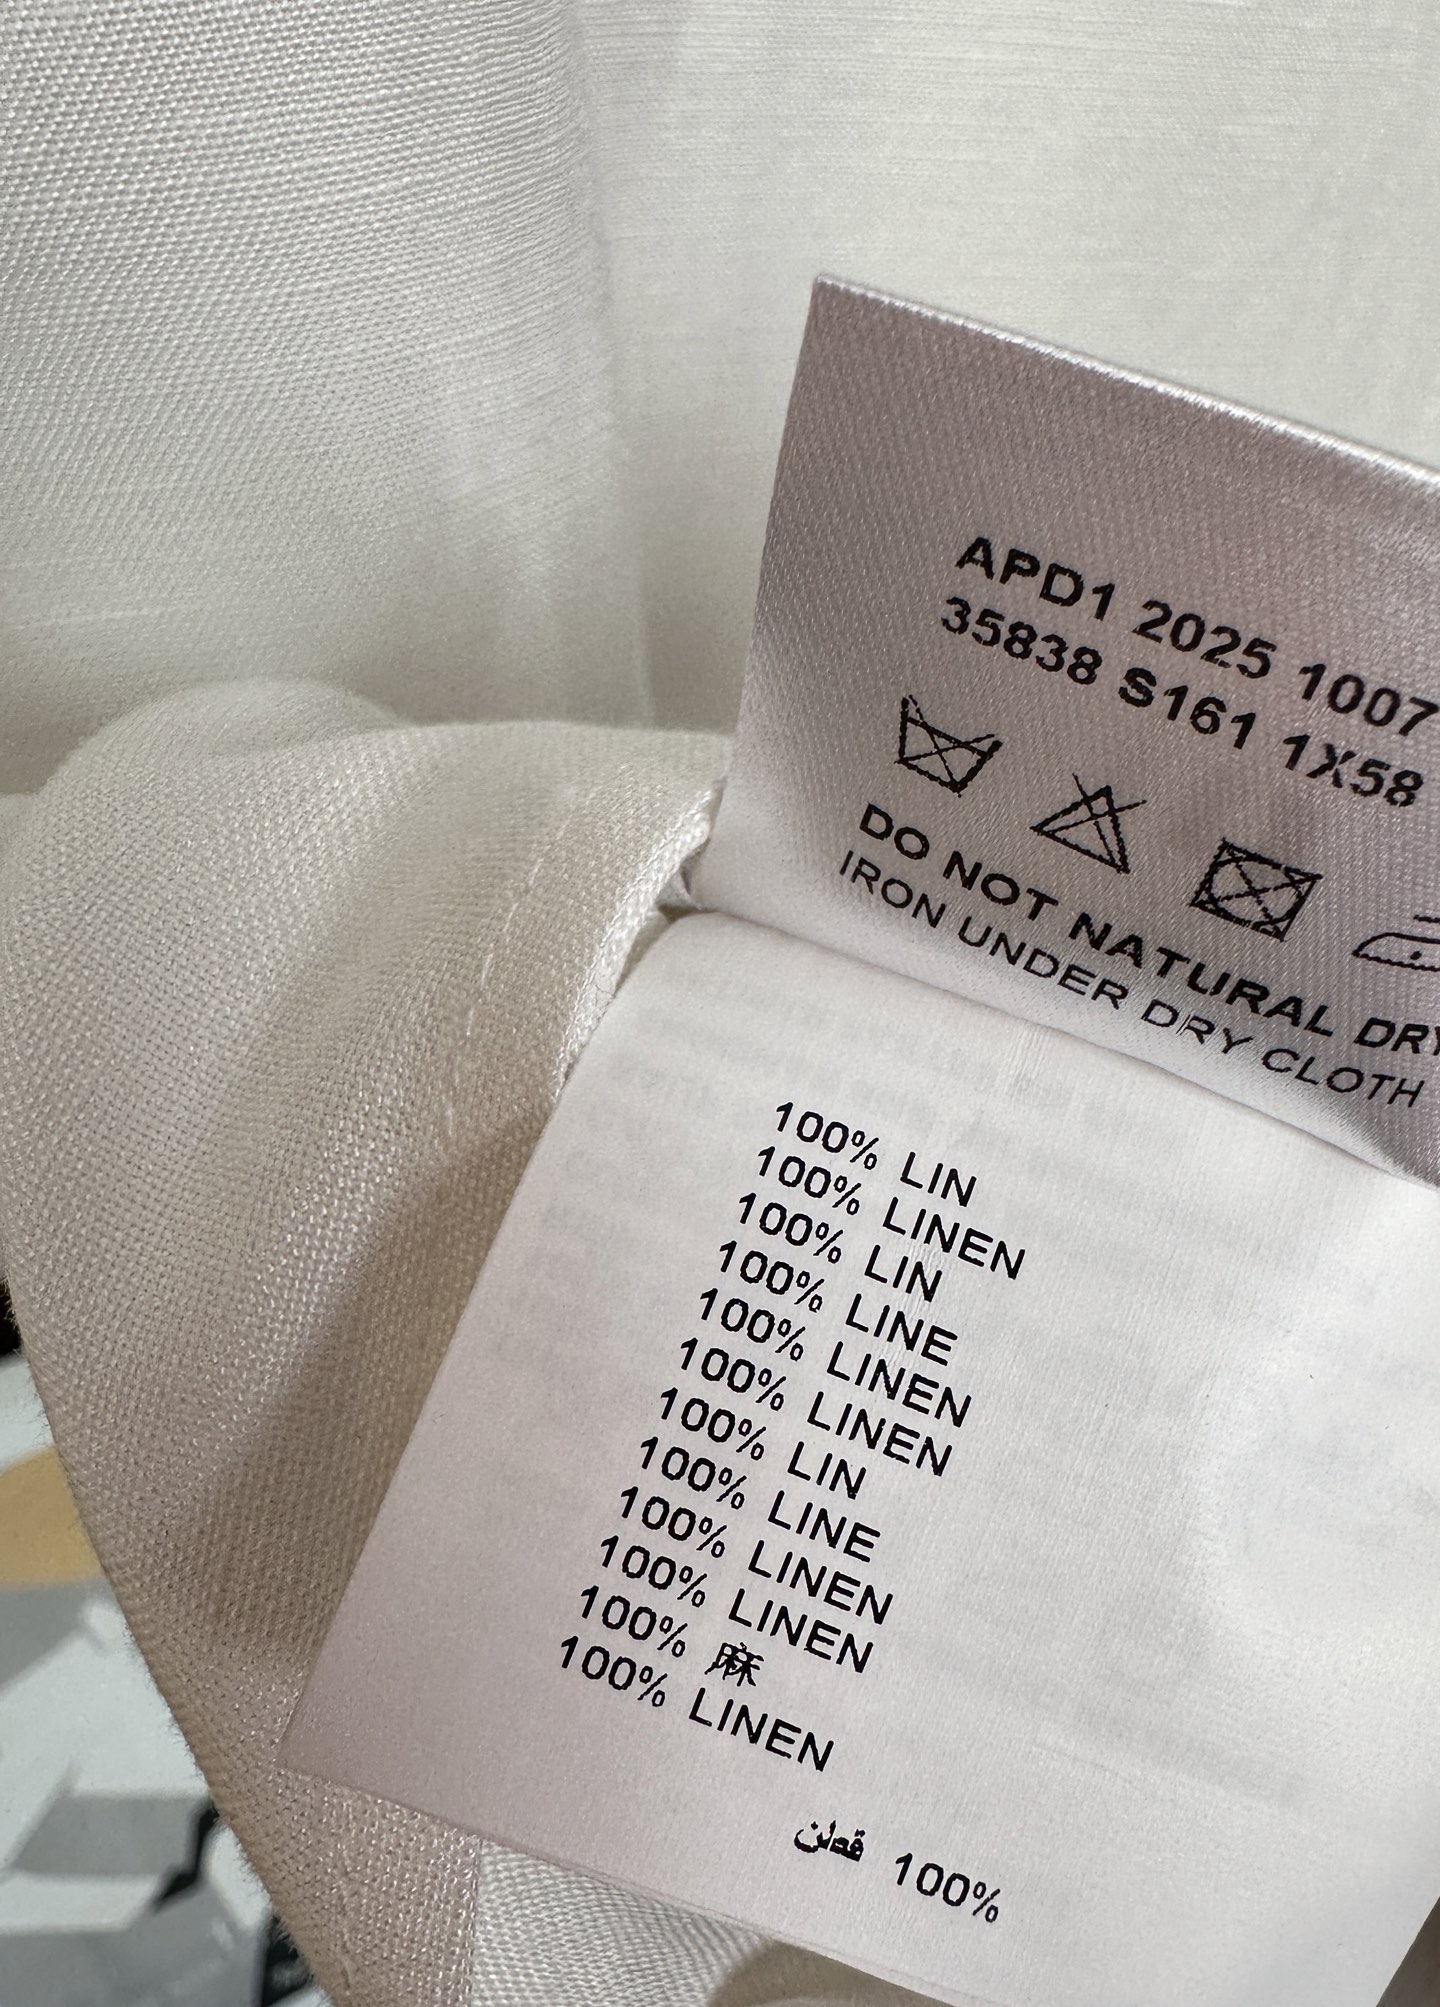 APD1 2025 1007
35838 S161 1X58
DO NOT NATURAL DRY
IRON UNDER DRY CLOTH
100% LIN
100% LINEN
100% LIN
100% LINE
100% LINEN
100% LINEN
100% LIN
100% LINE
100% LINEN
100% LINEN
100% 麻
100% LINEN
100% قطن